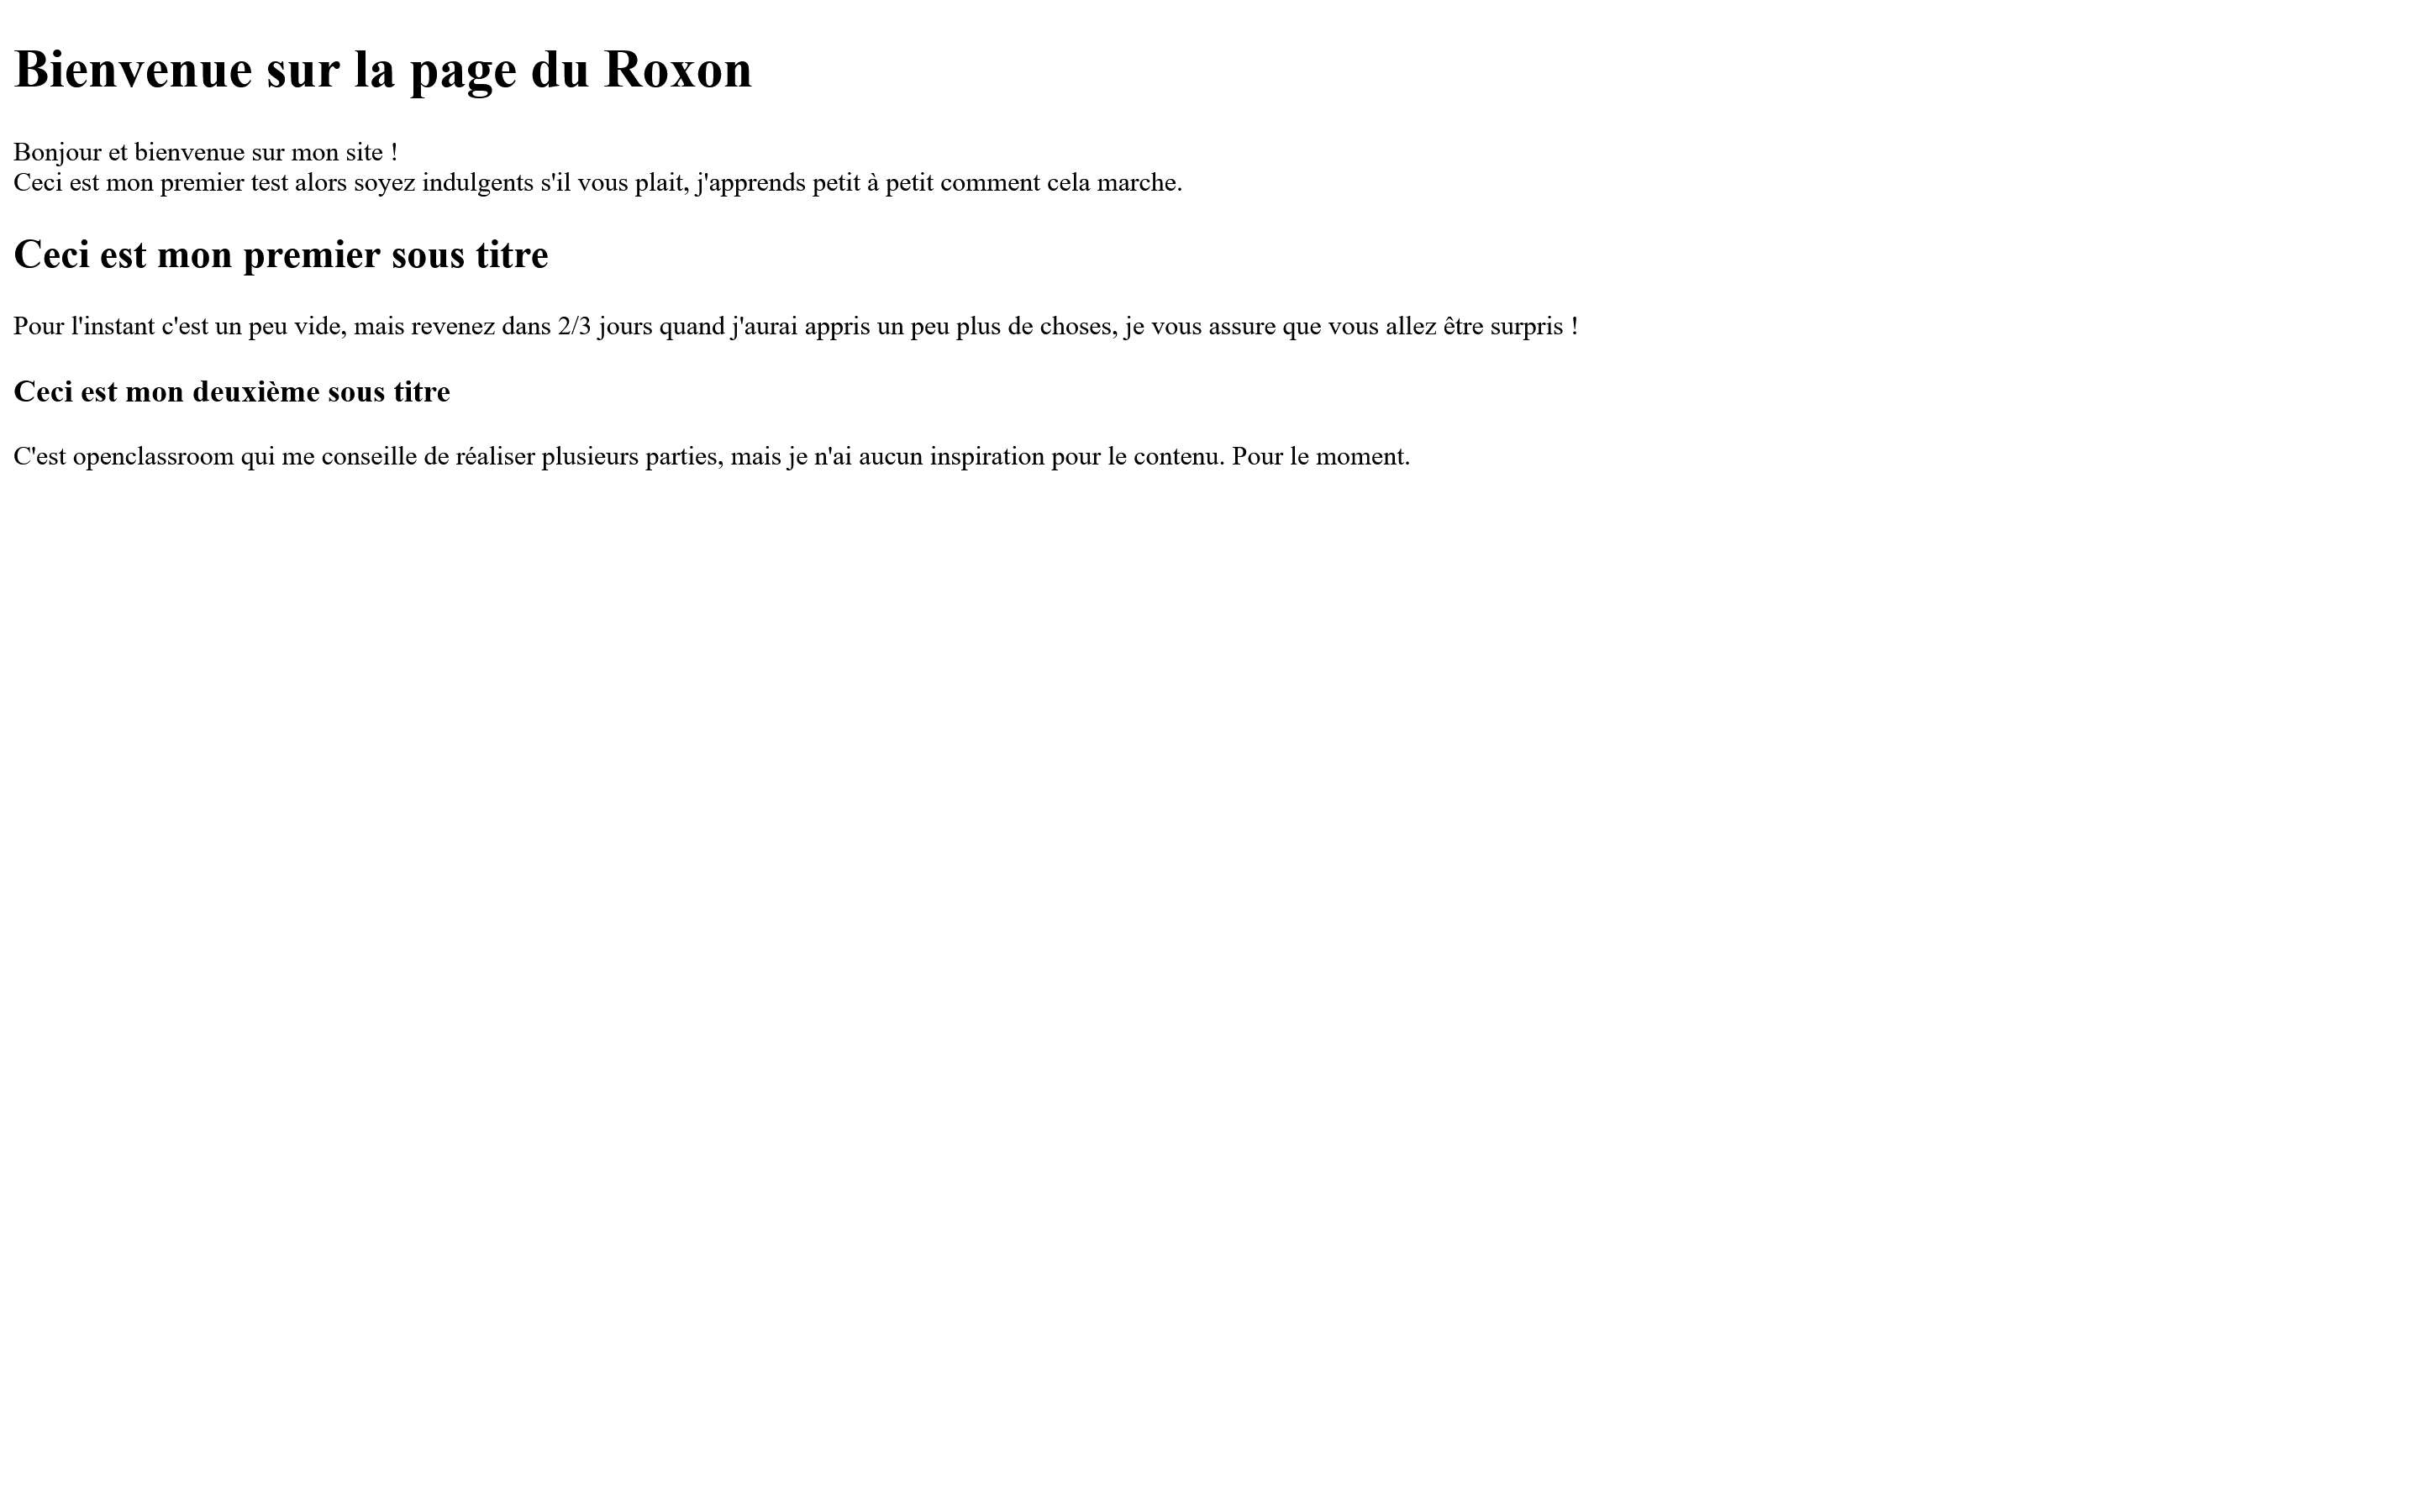 Bienvenue sur la page du Roxon
Bonjour et bienvenue sur mon site !
Ceci est mon premier test alors soyez indulgents s'il vous plait, j'apprends petit à petit comment cela marche.
Ceci est mon premier sous titre
Pour l'instant c'est un peu vide, mais revenez dans 2/3 jours quand j'aurai appris un peu plus de choses, je vous assure que vous allez être surpris !
Ceci est mon deuxième sous titre
C'est openclassroom qui me conseille de réaliser plusieurs parties, mais je n'ai aucun inspiration pour le contenu. Pour le moment.